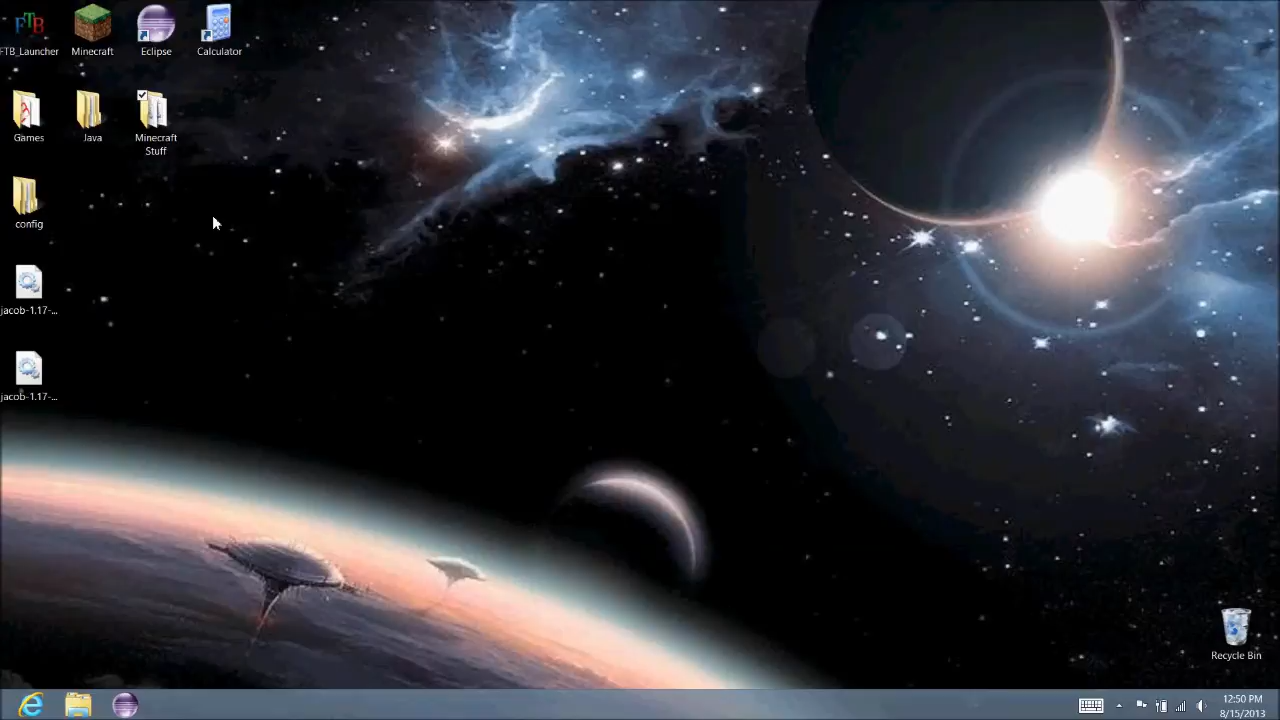 FTB
FTB_Launcher
Minecraft
Eclipse
Calculator
Games
Java
Minecraft
Stuff
config
jacob-1.17-...
jacob-1.17-...
Recycle Bin
12:50 PM
8/15/2013